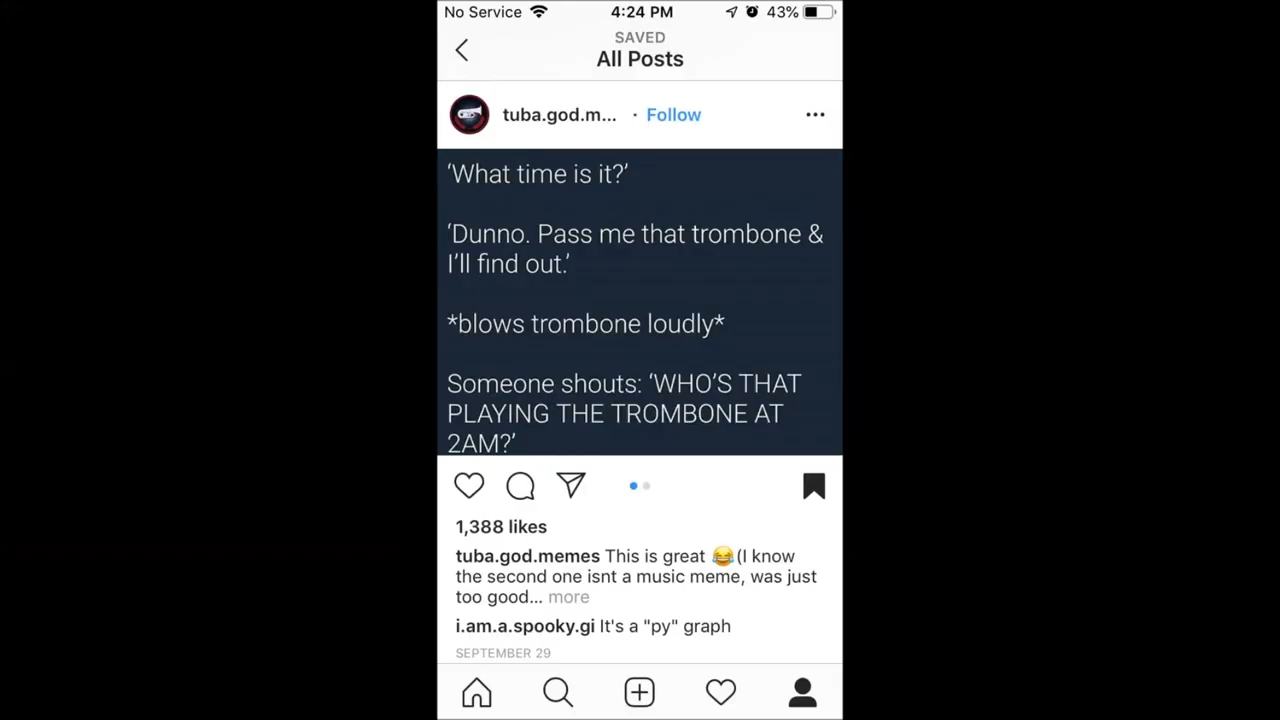 No Service 4:24 PM 43%
SAVED
All Posts
tuba.god.m... · Follow
‘What time is it?’
‘Dunno. Pass me that trombone &
I’ll find out.’
*blows trombone loudly*
Someone shouts: ‘WHO’S THAT
PLAYING THE TROMBONE AT
2AM?’
1,388 likes
tuba.god.memes This is great 😂(I know
the second one isnt a music meme, was just
too good... more
i.am.a.spooky.gi It's a "py" graph
SEPTEMBER 29